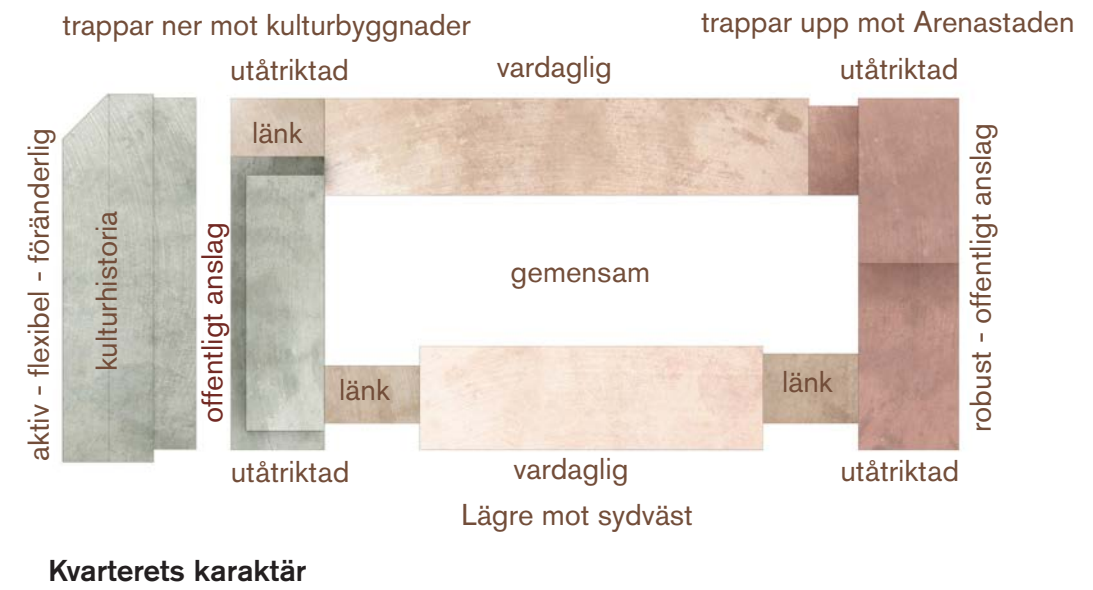 trappar ner mot kulturbyggnader
trappar upp mot Arenastaden
utåtriktad
vardaglig
utåtriktad
länk
aktiv - flexibel - föränderlig
kulturhistoria
offentligt anslag
gemensam
robust - offentligt anslag
länk
länk
utåtriktad
vardaglig
utåtriktad
Lägre mot sydväst
Kvarterets karaktär